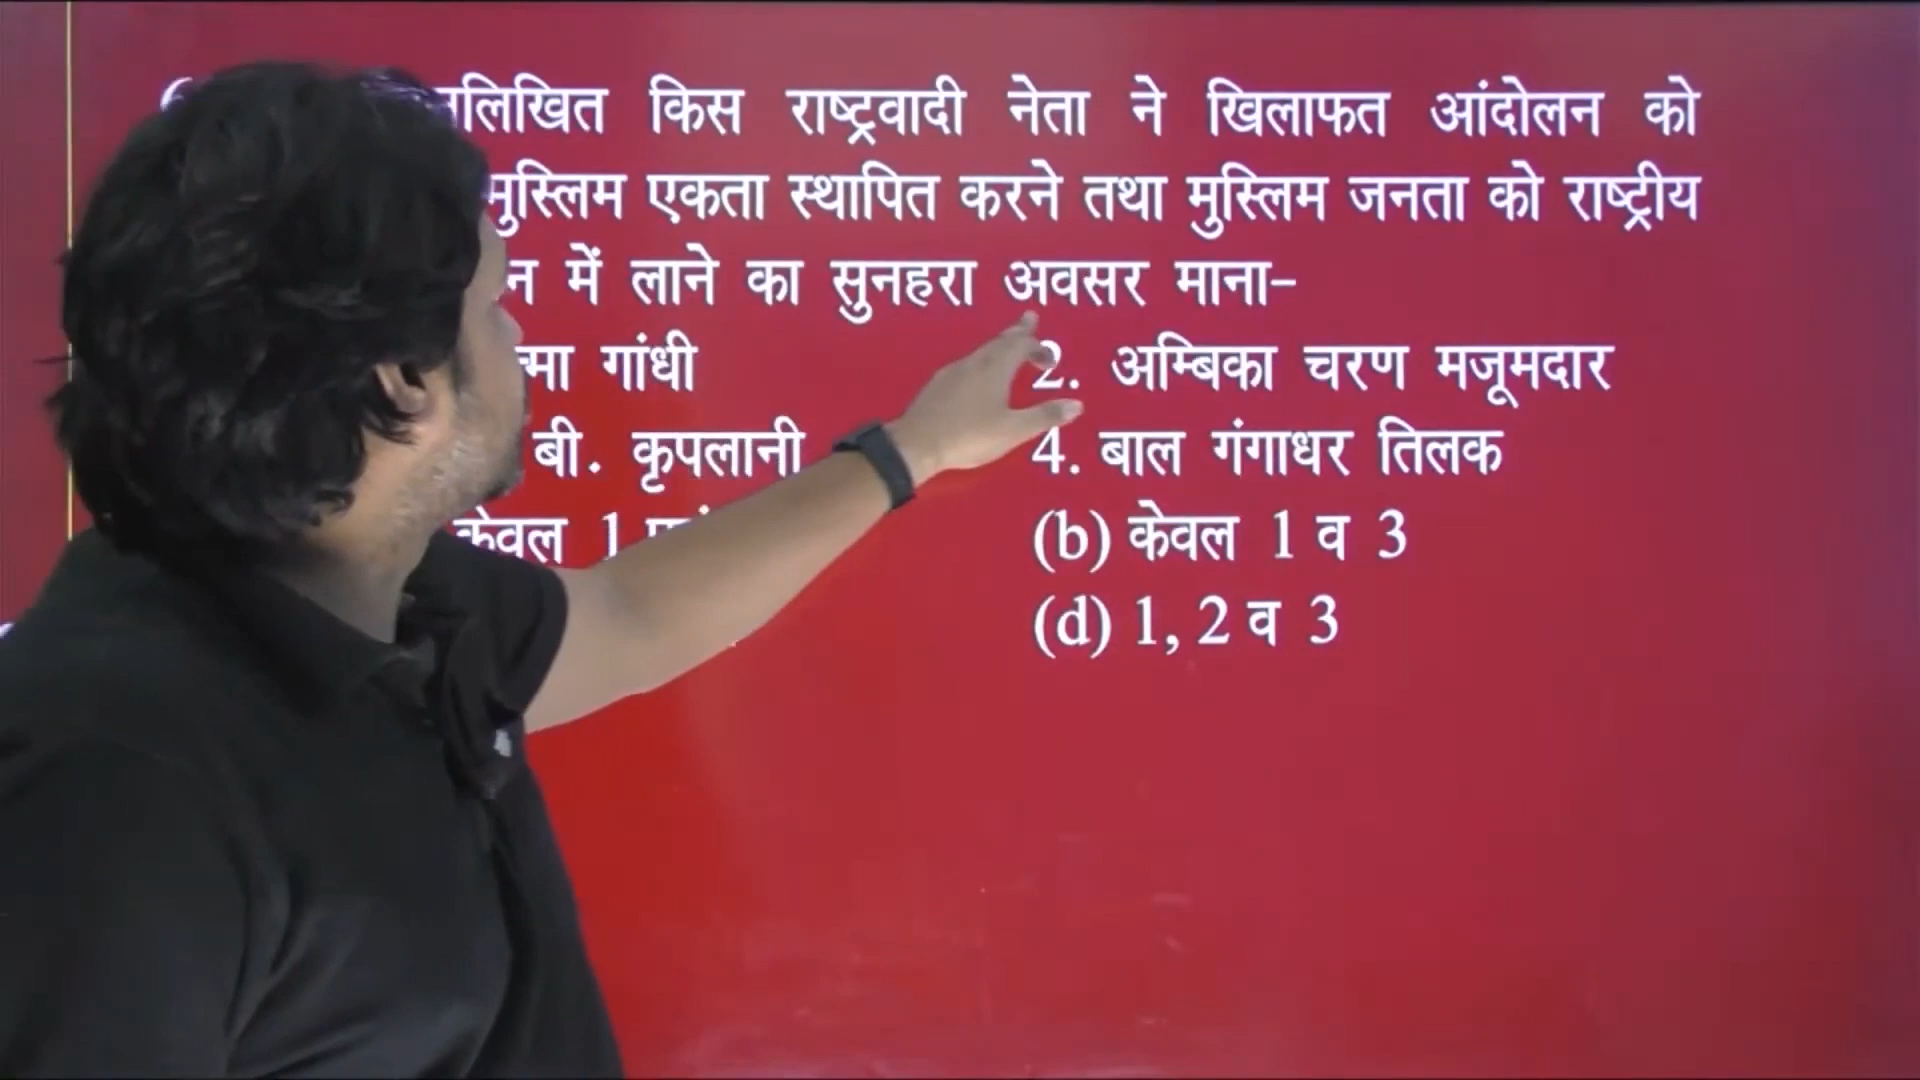 किस राष्ट्रवादी नेता ने खिलाफत आंदोलन को
मुस्लिम एकता स्थापित करने तथा मुस्लिम जनता को राष्ट्रीय
में लाने का सुनहरा अवसर माना-
गांधी 2. अम्बिका चरण मजूमदार
बी. कृपलानी 4. बाल गंगाधर तिलक
केवल 1 (b) केवल 1 व 3
(d) 1, 2 व 3